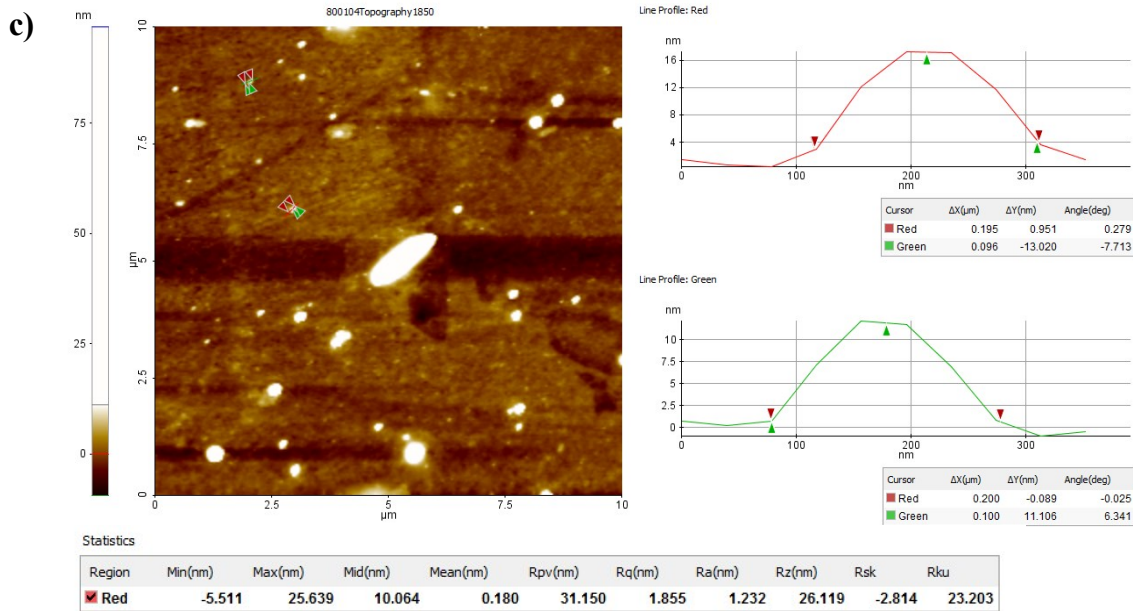 c)
nm
75
50
25
0
800104Topography1850
10
7.5
µm
5
2.5
0
0
2.5
5
7.5
10
µm
Line Profile: Red
nm
16
12
8
4
0
100
200
300
nm
Cursor ΔX(µm) ΔY(nm) Angle(deg)
Red 0.195 0.951 0.279
Green 0.096 -13.020 -7.713
Line Profile: Green
nm
10
7.5
5
2.5
0
0
100
200
300
nm
Cursor ΔX(µm) ΔY(nm) Angle(deg)
Red 0.200 -0.089 -0.025
Green 0.100 11.106 6.341
Statistics
Region Min(nm) Max(nm) Mid(nm) Mean(nm) Rpv(nm) Rq(nm) Ra(nm) Rz(nm) Rsk Rku
Red -5.511 25.639 10.064 0.180 31.150 1.855 1.232 26.119 -2.814 23.203